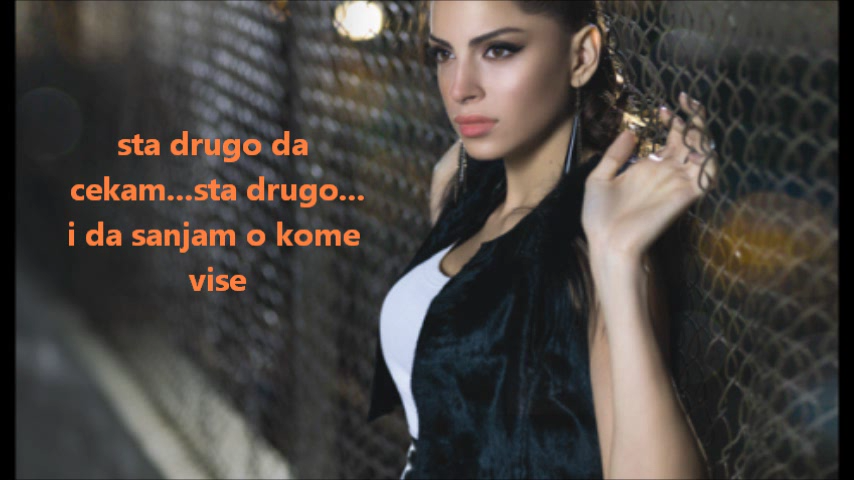 sta drugo da
cekam...sta drugo...
i da sanjam o kome
vise